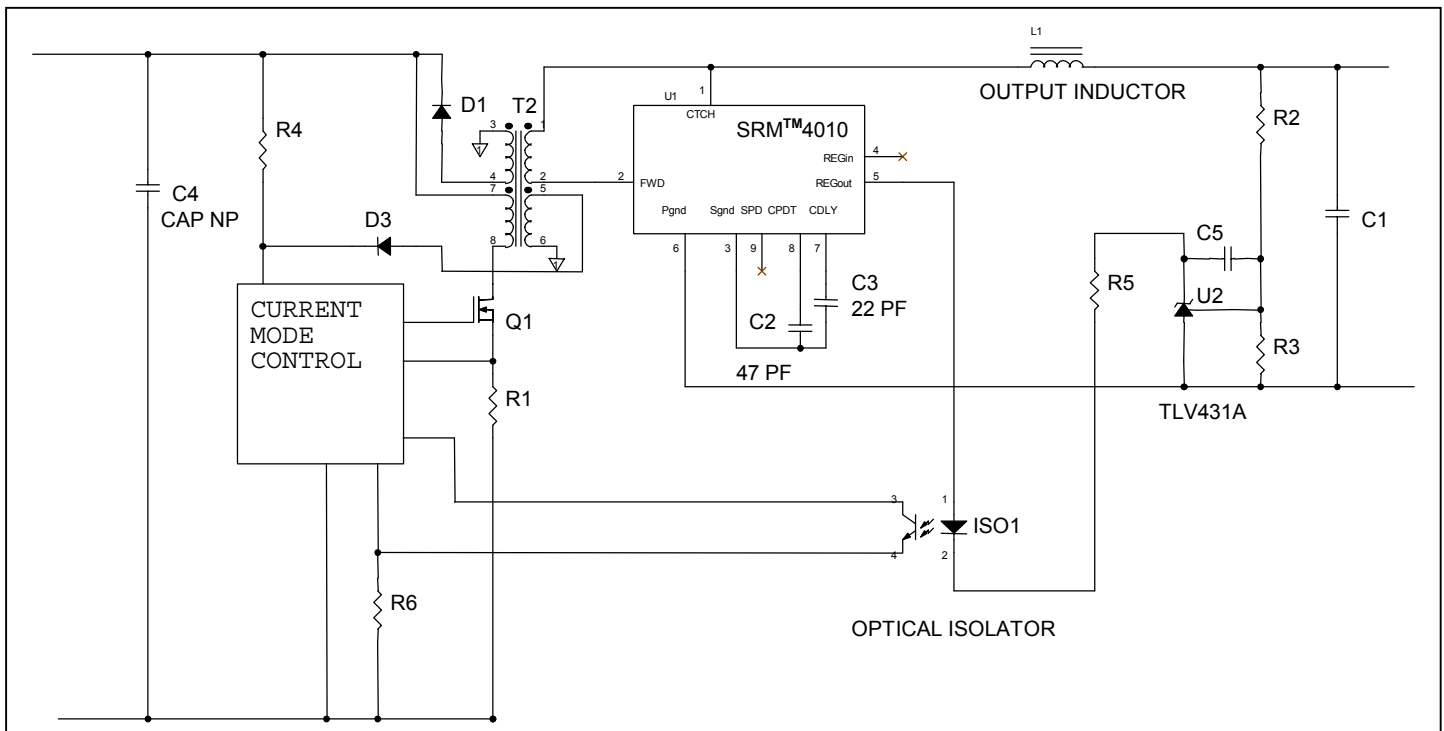 L1
OUTPUT INDUCTOR
D1
T2
R4
3
1
4
2
7
5
8
6
1
1
U1
1
CTCH
SRM™4010
REGin
4
REGout
5
2
FWD
Pgnd
Sgnd
SPD
CPDT
CDLY
6
3
9
8
7
R2
C4
CAP NP
D3
C1
C5
C3
22 PF
R5
U2
C2
R3
CURRENT
MODE
CONTROL
Q1
47 PF
R1
TLV431A
3
1
ISO1
4
2
R6
OPTICAL ISOLATOR